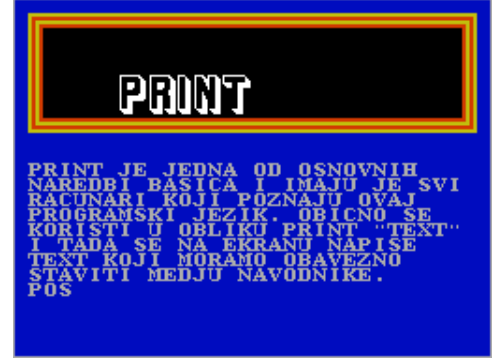 PRINT
PRINT JE JEDNA OD OSNOVNIH
NAREDBI BASICA I IMAJU JE SVI
RACUNARI KOJI POZNAJU OVAJ
PROGRAMSKI JEZIK. OBICNO SE
KORISTI U OBLIKU PRINT "TEXT"
I TADA SE NA EKRANU NAPISE
TEXT KOJI MORAMO OBAVEZNO
STAVITI MEDJU NAVODNIKE.
POS